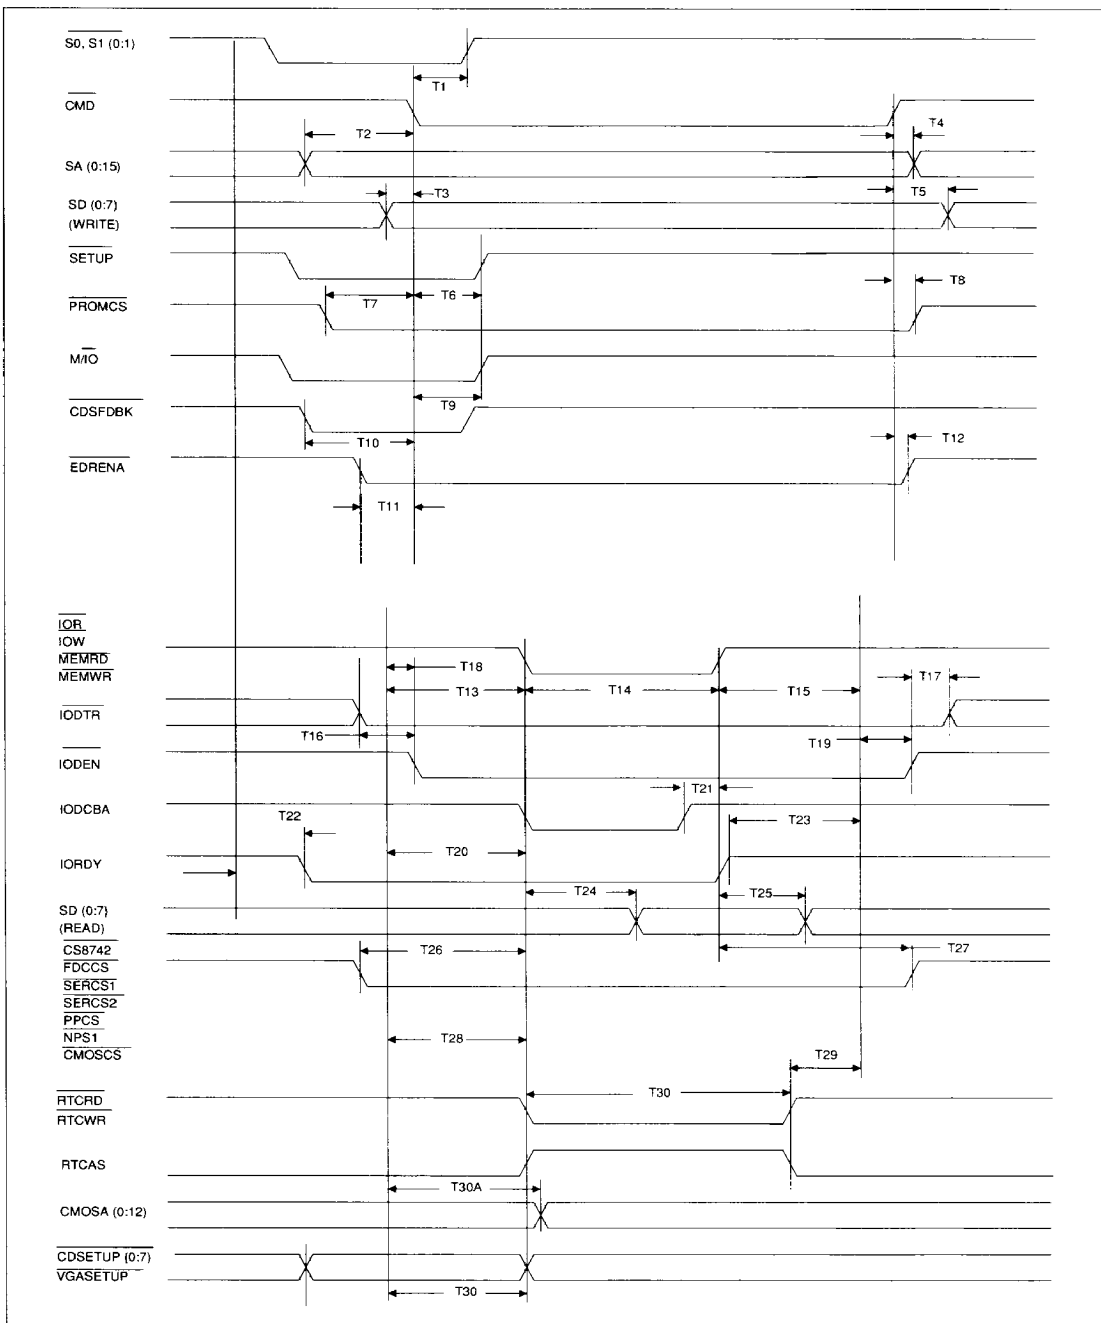 S0, S1 (0:1)
T1
CMD
T2
T4
SA (0:15)
T3
T5
SD (0:7)
(WRITE)
SETUP
T7
T6
T8
PROMCS
M/IO
T9
CDSFDBK
T10
T12
EDRENA
T11
IOR
IOW
MEMRD
MEMWR
T18
T13
T14
T15
T17
IODTR
T16
T19
IODEN
T21
IODCBA
T22
T23
T20
IORDY
T24
T25
SD (0:7)
(READ)
CS8742
T26
T27
FDCCS
SERCS1
SERCS2
PPCS
NPS1
T28
CMOSCS
T29
T30
RTCRD
RTCWR
RTCAS
T30A
CMOSA (0:12)
CDSETUP (0:7)
VGASETUP
T30